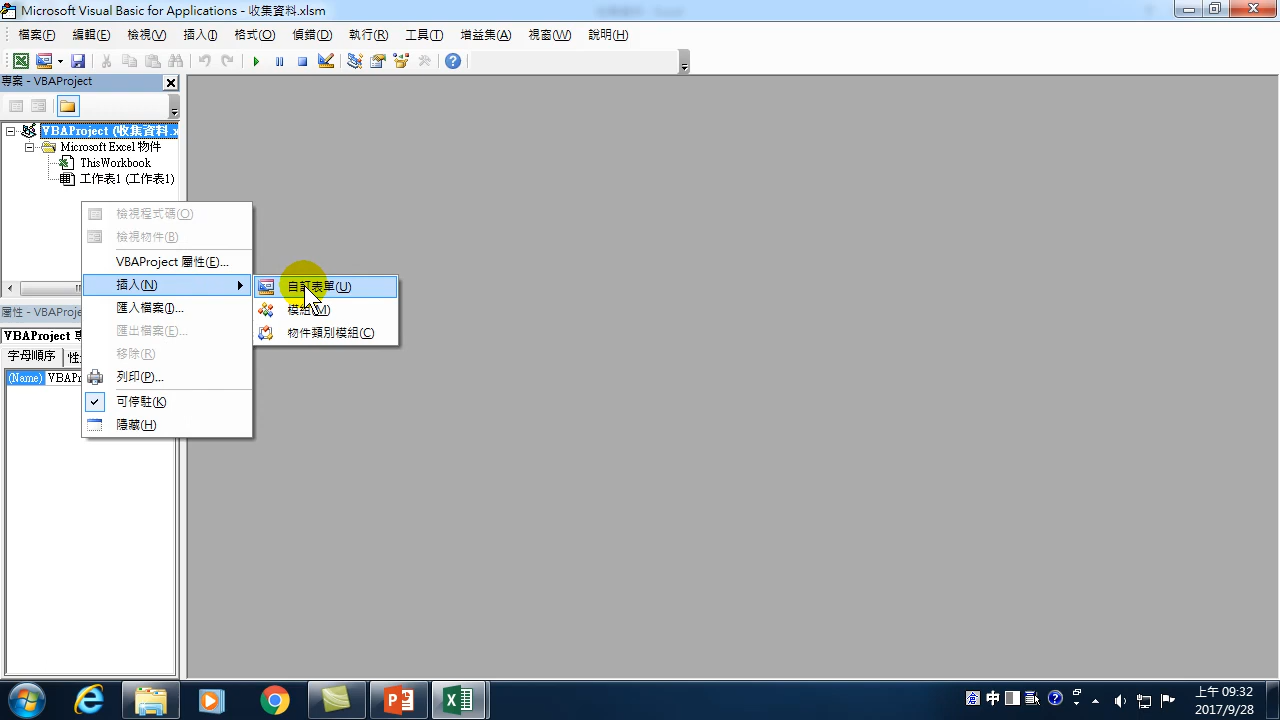 Microsoft Visual Basic for Applications - 收集資料.xlsm
檔案(F) 編輯(E) 檢視(V) 插入(I) 格式(O) 偵錯(D) 執行(R) 工具(T) 增益集(A) 視窗(W) 說明(H)
專案 - VBAProject
VBAProject (收集資料.x
Microsoft Excel 物件
ThisWorkbook
工作表1 (工作表1)
檢視程式碼(O)
檢視物件(B)
VBAProject 屬性(E)...
插入(N)
匯入檔案(I)...
匯出檔案(E)...
移除(R)
列印(P)...
可停駐(K)
隱藏(H)
自訂表單(U)
模組(M)
物件類別模組(C)
屬性 - VBAProje
VBAProject
字母順序 性
(Name) VBAPr
中
上午 09:32
2017/9/28